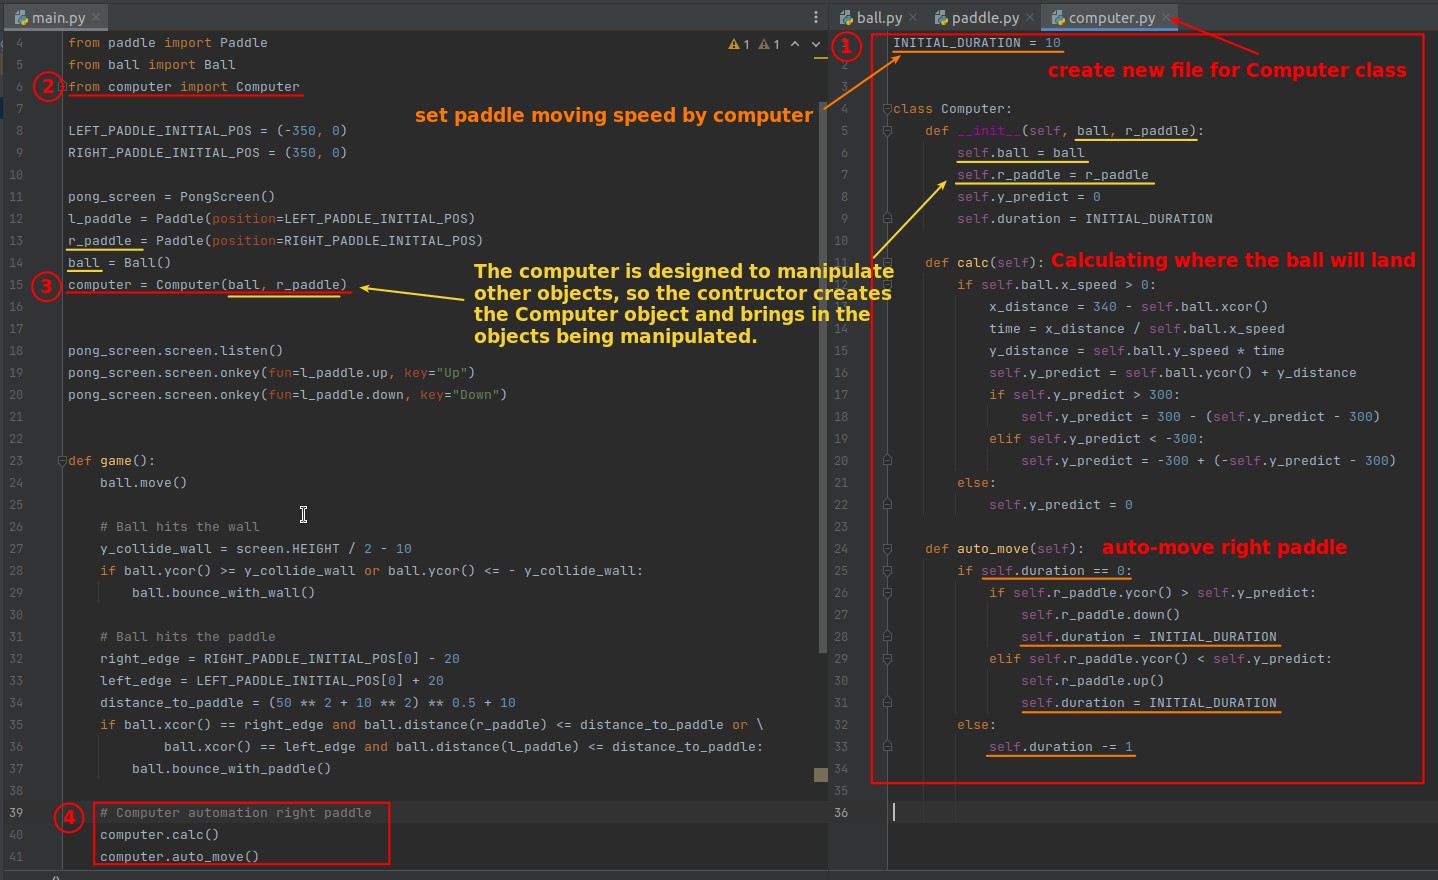 main.py
4 from paddle import Paddle
5 from ball import Ball
② 6 from computer import Computer
7
8 LEFT_PADDLE_INITIAL_POS = (-350, 0)
9 RIGHT_PADDLE_INITIAL_POS = (350, 0)
10
11 pong_screen = PongScreen()
12 l_paddle = Paddle(position=LEFT_PADDLE_INITIAL_POS)
13 r_paddle = Paddle(position=RIGHT_PADDLE_INITIAL_POS)
14 ball = Ball()
③ 15 computer = Computer(ball, r_paddle)
16
17
18 pong_screen.screen.listen()
19 pong_screen.screen.onkey(fun=l_paddle.up, key="Up")
20 pong_screen.screen.onkey(fun=l_paddle.down, key="Down")
21
22
23 def game():
24 ball.move()
25
26 # Ball hits the wall
27 y_collide_wall = screen.HEIGHT / 2 - 10
28 if ball.ycor() >= y_collide_wall or ball.ycor() <= - y_collide_wall:
29 ball.bounce_with_wall()
30
31 # Ball hits the paddle
32 right_edge = RIGHT_PADDLE_INITIAL_POS[0] - 20
33 left_edge = LEFT_PADDLE_INITIAL_POS[0] + 20
34 distance_to_paddle = (50 ** 2 + 10 ** 2) ** 0.5 + 10
35 if ball.xcor() == right_edge and ball.distance(r_paddle) <= distance_to_paddle or \
36 ball.xcor() == left_edge and ball.distance(l_paddle) <= distance_to_paddle:
37 ball.bounce_with_paddle()
38
④ 39 # Computer automation right paddle
40 computer.calc()
41 computer.auto_move()
1 1
set paddle moving speed by computer
The computer is designed to manipulate
other objects, so the contructor creates
the Computer object and brings in the
objects being manipulated.
ball.py paddle.py computer.py
① INITIAL_DURATION = 10
create new file for Computer class
2
3
4 class Computer:
5 def __init__(self, ball, r_paddle):
6 self.ball = ball
7 self.r_paddle = r_paddle
8 self.y_predict = 0
9 self.duration = INITIAL_DURATION
10
11 def calc(self): Calculating where the ball will land
12 if self.ball.x_speed > 0:
x_distance = 340 - self.ball.xcor()
14 time = x_distance / self.ball.x_speed
15 y_distance = self.ball.y_speed * time
16 self.y_predict = self.ball.ycor() + y_distance
17 if self.y_predict > 300:
18 self.y_predict = 300 - (self.y_predict - 300)
19 elif self.y_predict < -300:
20 self.y_predict = -300 + (-self.y_predict - 300)
21 else:
22 self.y_predict = 0
23
24 def auto_move(self): auto-move right paddle
25 if self.duration == 0:
26 if self.r_paddle.ycor() > self.y_predict:
27 self.r_paddle.down()
28 self.duration = INITIAL_DURATION
29 elif self.r_paddle.ycor() < self.y_predict:
30 self.r_paddle.up()
31 self.duration = INITIAL_DURATION
32 else:
33 self.duration -= 1
34
35
36